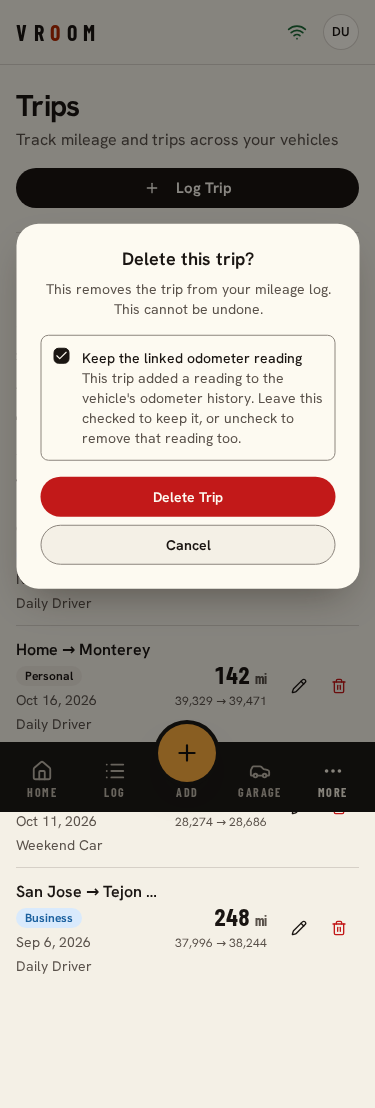 VROOM
DU
Trips
Track mileage and trips across your vehicles
Log Trip
Delete this trip?
This removes the trip from your mileage log.
This cannot be undone.
Keep the linked odometer reading
This trip added a reading to the
vehicle's odometer history. Leave this
checked to keep it, or uncheck to
remove that reading too.
Delete Trip
Cancel
Daily Driver
Home → Monterey
Personal
142 mi
Oct 16, 2026
39,329 → 39,471
Daily Driver
HOME
LOG
ADD
GARAGE
MORE
Oct 11, 2026
28,274 → 28,686
Weekend Car
San Jose → Tejon ...
Business
248 mi
Sep 6, 2026
37,996 → 38,244
Daily Driver